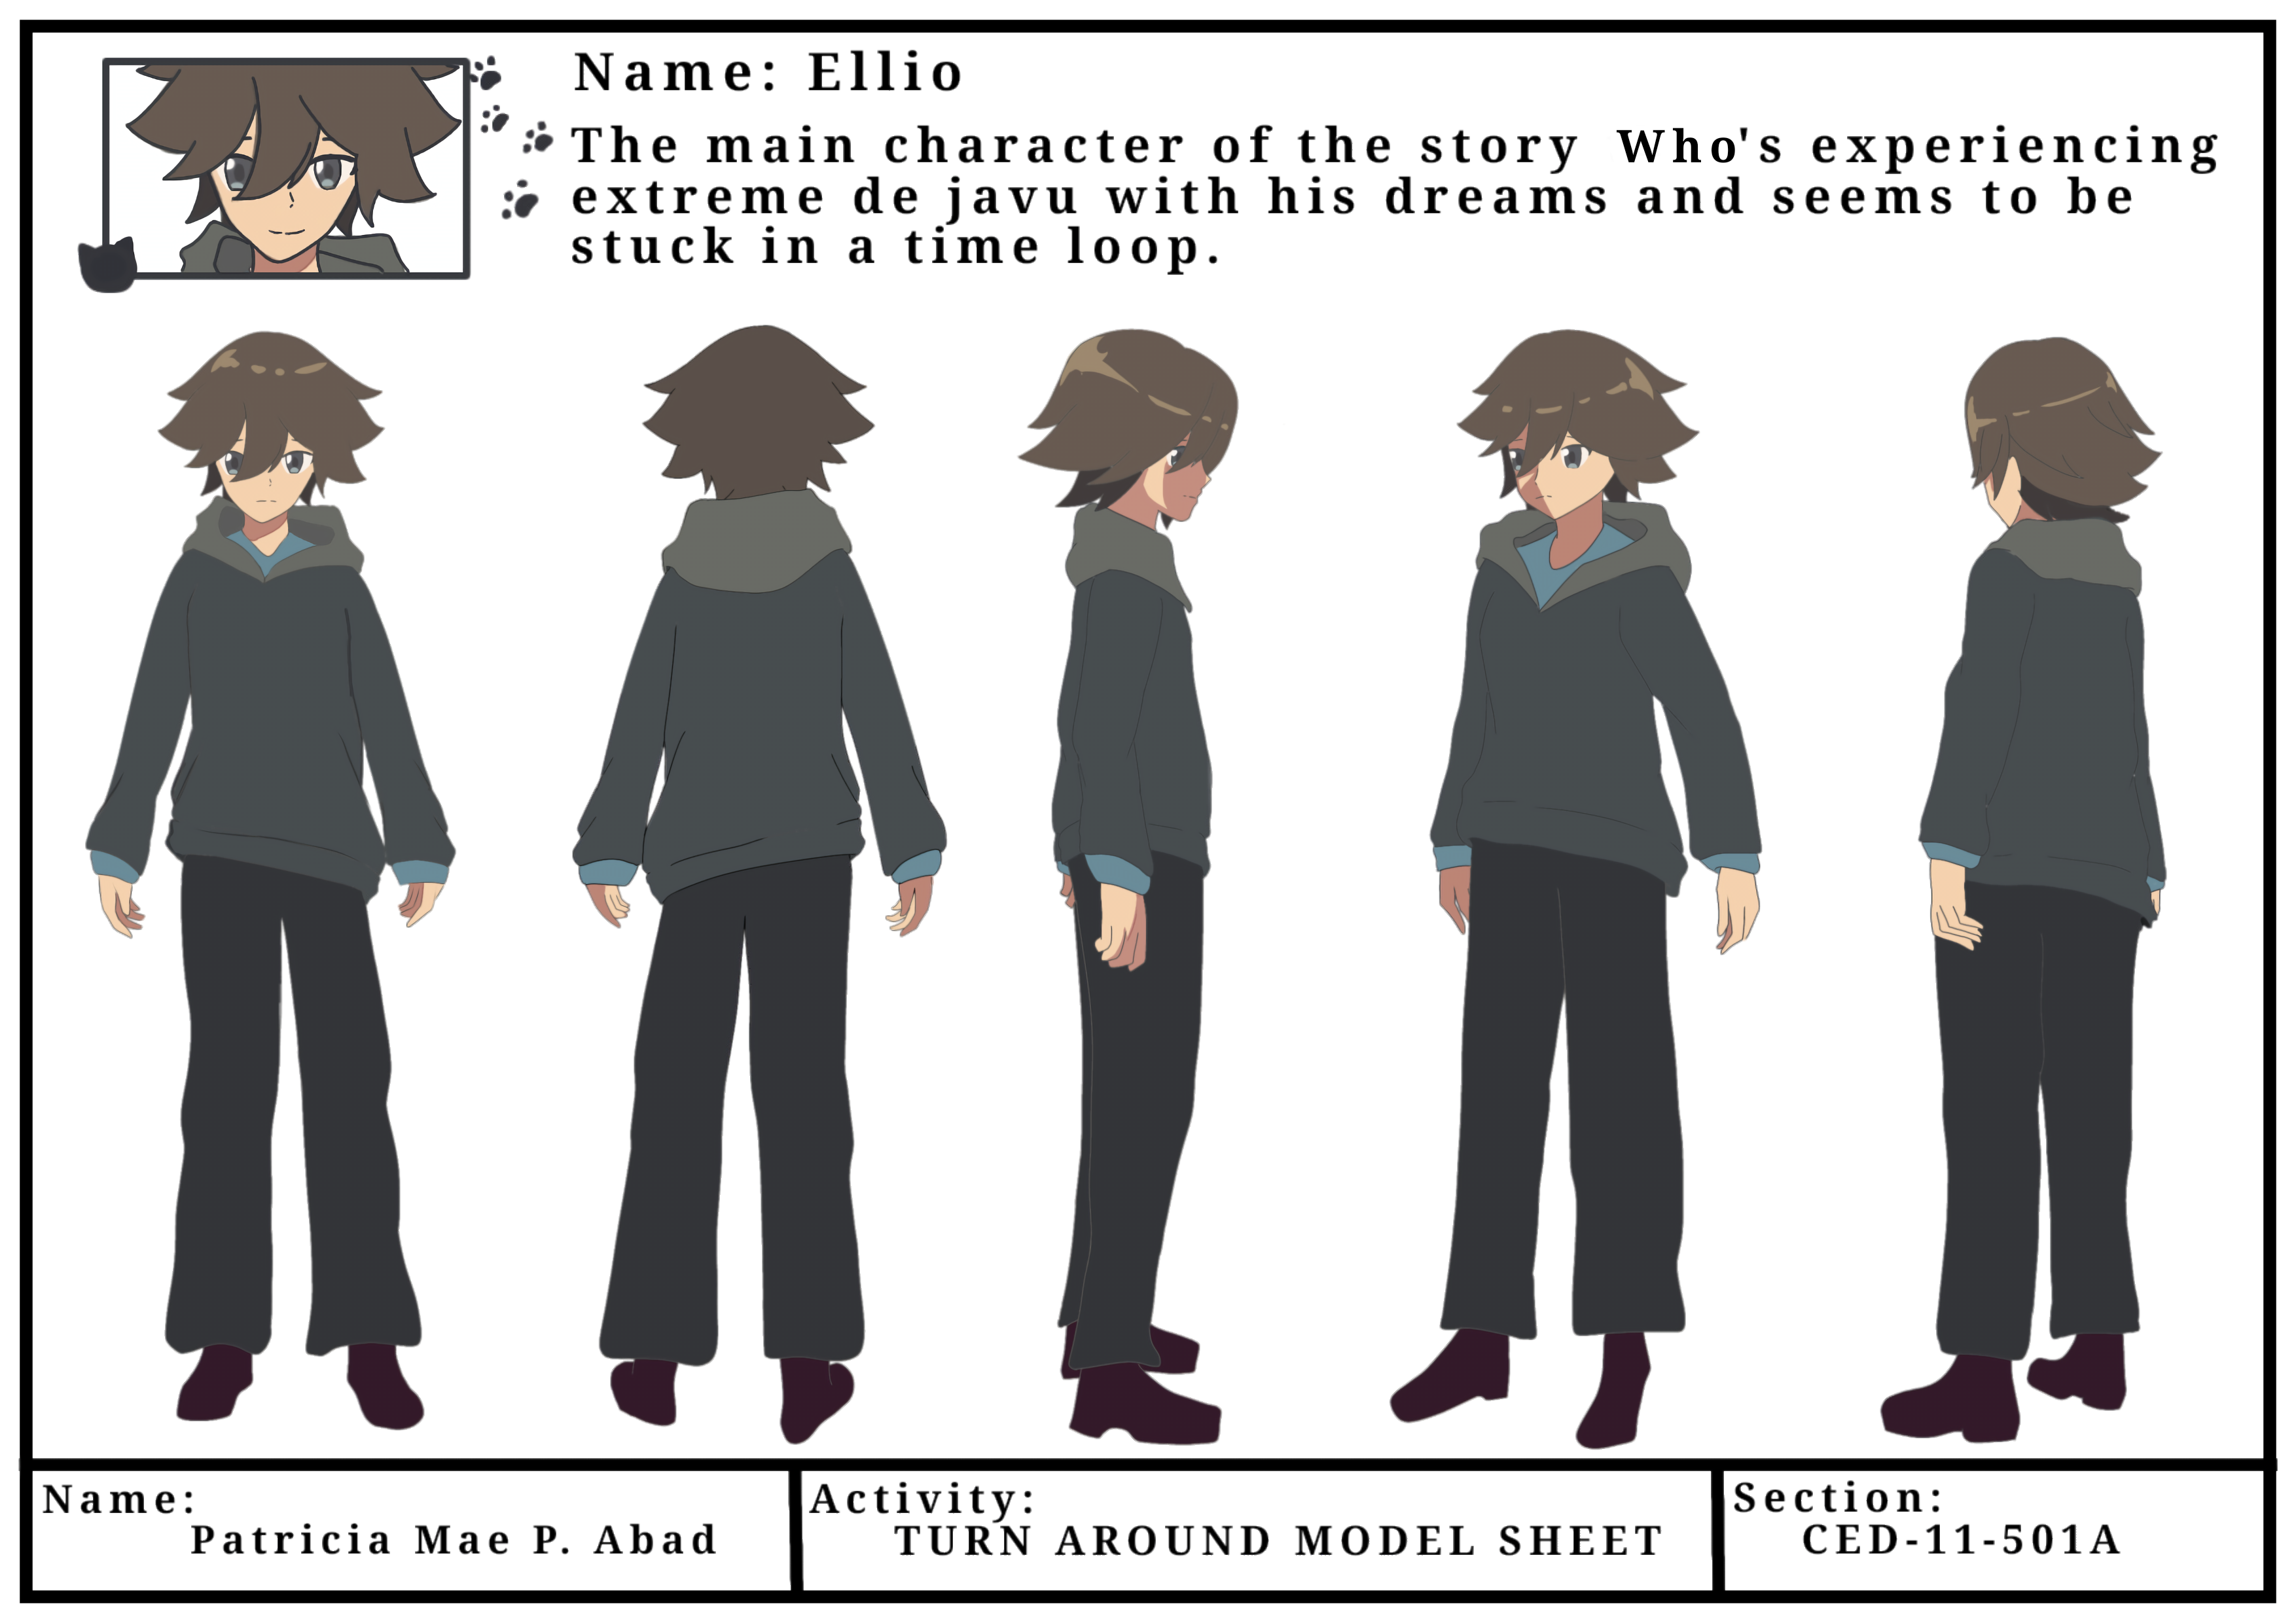 Name: Ellio
The main character of the story Who's experiencing
extreme de javu with his dreams and seems to be
stuck in a time loop.
Name:
Patricia Mae P. Abad
Activity:
TURN AROUND MODEL SHEET
Section:
CED-11-501A